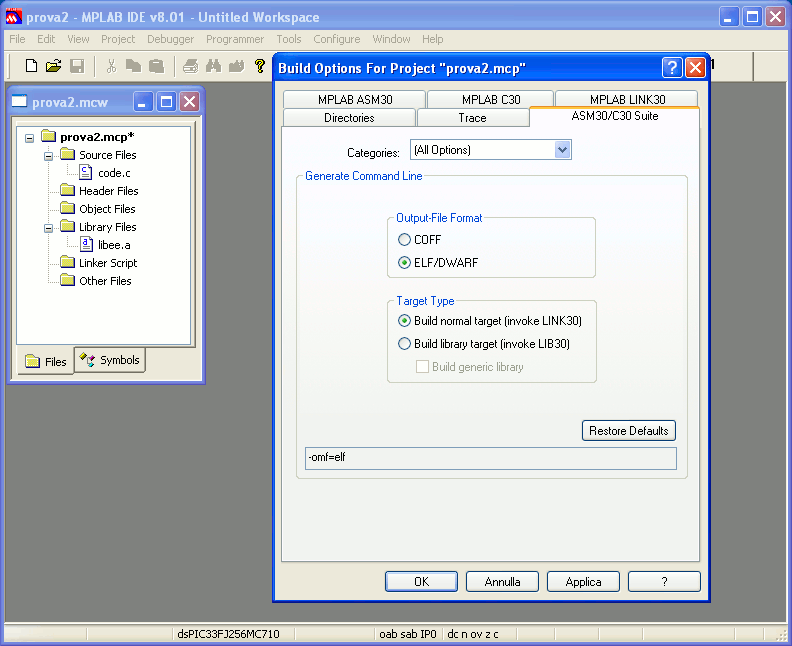 prova2 - MPLAB IDE v8.01 - Untitled Workspace
File Edit View Project Debugger Programmer Tools Configure Window Help
prova2.mcw
prova2.mcp*
Source Files
code.c
Header Files
Object Files
Library Files
libee.a
Linker Script
Other Files
Files
Symbols
Build Options For Project "prova2.mcp"
MPLAB ASM30
MPLAB C30
MPLAB LINK30
Directories
Trace
ASM30/C30 Suite
Categories:
(All Options)
Generate Command Line
Output-File Format
COFF
ELF/DWARF
Target Type
Build normal target (invoke LINK30)
Build library target (invoke LIB30)
Build generic library
Restore Defaults
-omf=elf
OK
Annulla
Applica
?
dsPIC33FJ256MC710
oab sab IP0
dc n ov z c